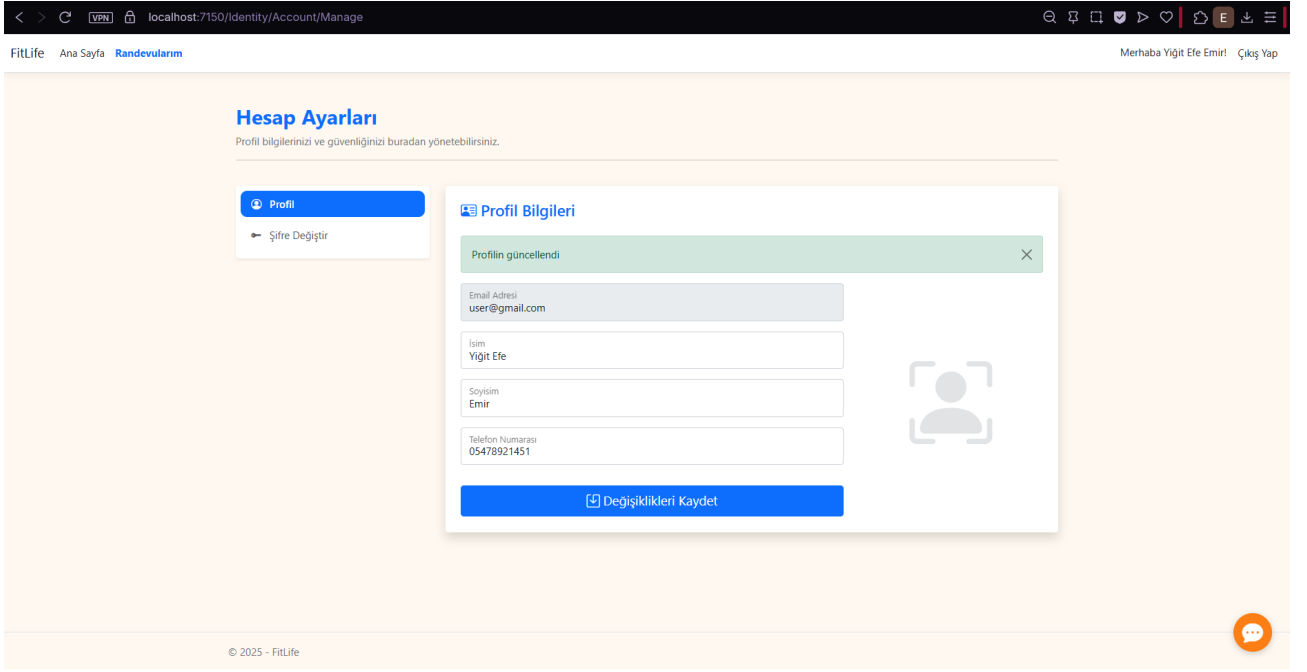 VPN localhost:7150/Identity/Account/Manage E
FitLife Ana Sayfa Randevularım Merhaba Yiğit Efe Emir! Çıkış Yap
Hesap Ayarları
Profil bilgilerinizi ve güvenliğinizi buradan yönetebilirsiniz.
Profil
Şifre Değiştir
Profil Bilgileri
Profilin güncellendi
Email Adresi
user@gmail.com
İsim
Yiğit Efe
Soyisim
Emir
Telefon Numarası
05478921451
Değişiklikleri Kaydet
© 2025 - FitLife